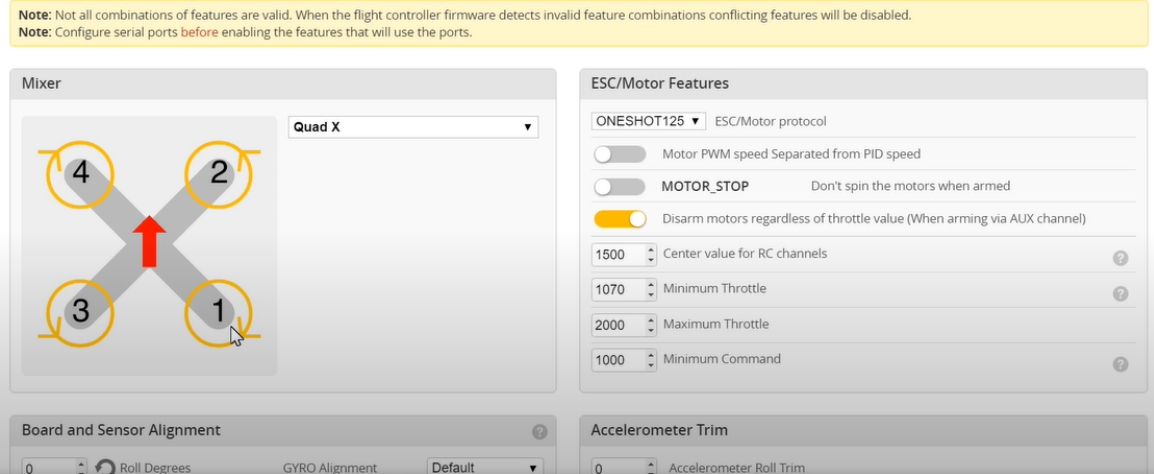 Note: Not all combinations of features are valid. When the flight controller firmware detects invalid feature combinations conflicting features will be disabled.
Note: Configure serial ports before enabling the features that will use the ports.
Mixer
Quad X
4
2
3
1
ESC/Motor Features
ONESHOT125 ESC/Motor protocol
Motor PWM speed Separated from PID speed
MOTOR_STOP Don't spin the motors when armed
Disarm motors regardless of throttle value (When arming via AUX channel)
1500 Center value for RC channels ?
1070 Minimum Throttle ?
2000 Maximum Throttle
1000 Minimum Command ?
Board and Sensor Alignment ?
0 Roll Degrees GYRO Alignment Default
Accelerometer Trim
0 Accelerometer Roll Trim